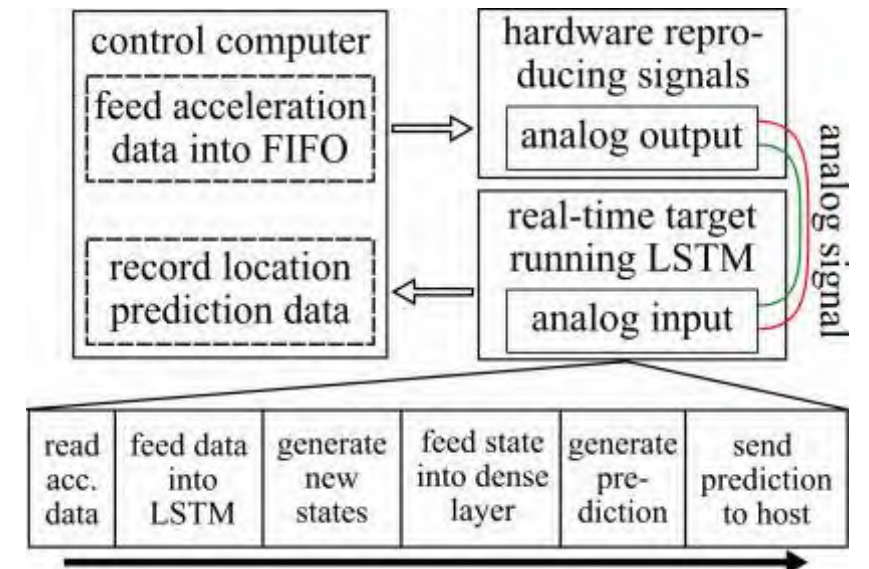 control computer
feed acceleration
data into FIFO
record location
prediction data
hardware repro-
ducing signals
analog output
real-time target
running LSTM
analog input
analog signal
read
acc.
data
feed data
into
LSTM
generate
new
states
feed state
into dense
layer
generate
pre-
diction
send
prediction
to host